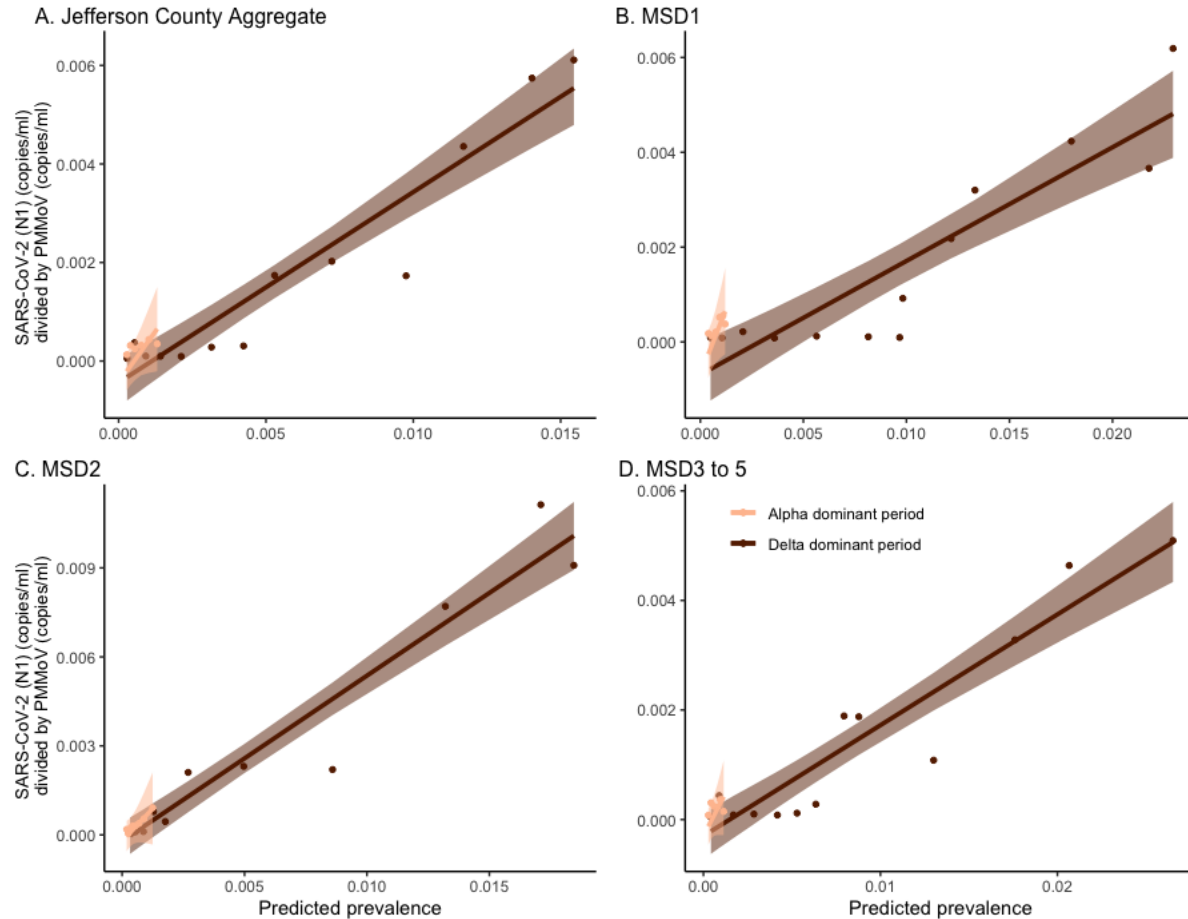 A. Jefferson County Aggregate
B. MSD1
SARS-CoV-2 (N1) (copies/ml)
divided by PMMoV (copies/ml)
0.006
0.004
0.002
0.000
0.000
0.005
0.010
0.015
0.006
0.004
0.002
0.000
0.000
0.005
0.010
0.015
0.020
C. MSD2
D. MSD3 to 5
SARS-CoV-2 (N1) (copies/ml)
divided by PMMoV (copies/ml)
0.009
0.006
0.003
0.000
0.000
0.005
0.010
0.015
Predicted prevalence
0.006
0.004
0.002
0.000
Alpha dominant period
Delta dominant period
0.00
0.01
0.02
Predicted prevalence